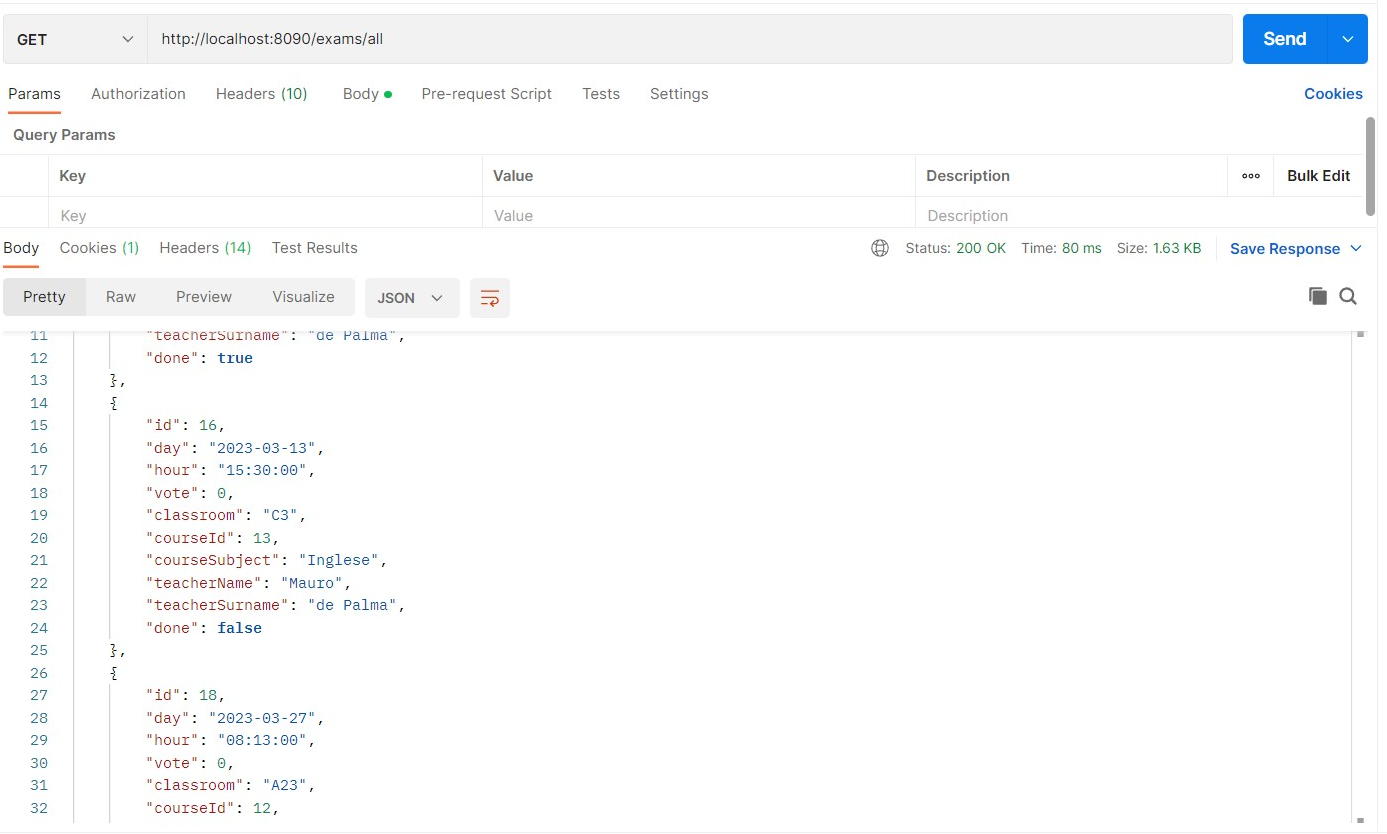 GET http://localhost:8090/exams/all Send
Params Authorization Headers (10) Body Pre-request Script Tests Settings Cookies
Query Params
Key Value Description Bulk Edit
Key Value Description
Body Cookies (1) Headers (14) Test Results Status: 200 OK Time: 80 ms Size: 1.63 KB Save Response
Pretty Raw Preview Visualize JSON
11 "teacherSurname": "de Palma",
12 "done": true
13 },
14 {
15 "id": 16,
16 "day": "2023-03-13",
17 "hour": "15:30:00",
18 "vote": 0,
19 "classroom": "C3",
20 "courseId": 13,
21 "courseSubject": "Inglese",
22 "teacherName": "Mauro",
23 "teacherSurname": "de Palma",
24 "done": false
25 },
26 {
27 "id": 18,
28 "day": "2023-03-27",
29 "hour": "08:13:00",
30 "vote": 0,
31 "classroom": "A23",
32 "courseId": 12,